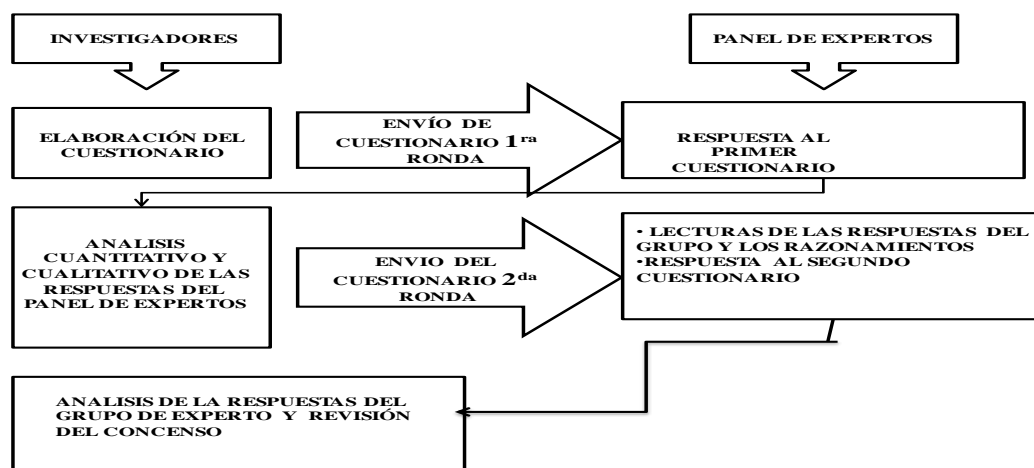 INVESTIGADORES
PANEL DE EXPERTOS
ELABORACIÓN DEL
CUESTIONARIO
ENVÍO DE
CUESTIONARIO 1ra
RONDA
RESPUESTA AL
PRIMER
CUESTIONARIO
ANALISIS
CUANTITATIVO Y
CUALITATIVO DE LAS
RESPUESTAS DEL
PANEL DE EXPERTOS
ENVIO DEL
CUESTIONARIO 2da
RONDA
• LECTURAS DE LAS RESPUESTAS DEL
GRUPO Y LOS RAZONAMIENTOS
•RESPUESTA AL SEGUNDO
CUESTIONARIO
ANALISIS DE LA RESPUESTAS DEL
GRUPO DE EXPERTO Y REVISIÓN
DEL CONCENSO